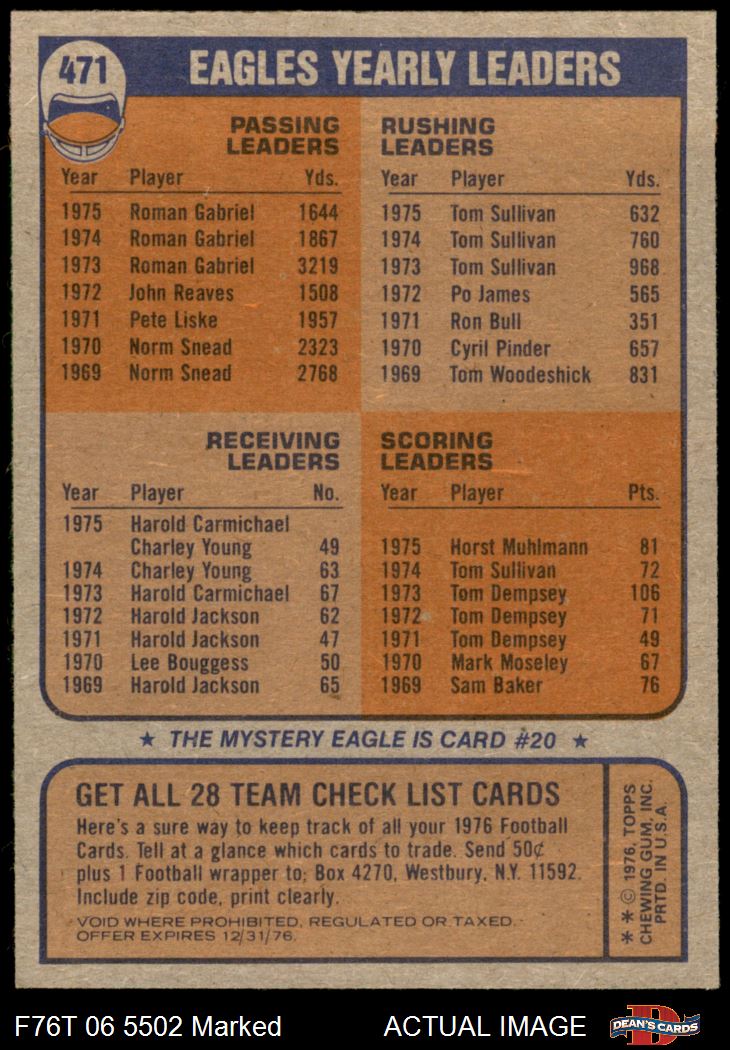 471
EAGLES YEARLY LEADERS
PASSING
LEADERS
Year Player Yds.
1975 Roman Gabriel 1644
1974 Roman Gabriel 1867
1973 Roman Gabriel 3219
1972 John Reaves 1508
1971 Pete Liske 1957
1970 Norm Snead 2323
1969 Norm Snead 2768
RUSHING
LEADERS
Year Player Yds.
1975 Tom Sullivan 632
1974 Tom Sullivan 760
1973 Tom Sullivan 968
1972 Po James 565
1971 Ron Bull 351
1970 Cyril Pinder 657
1969 Tom Woodeshick 831
RECEIVING
LEADERS
Year Player No.
1975 Harold Carmichael
Charley Young 49
1974 Charley Young 63
1973 Harold Carmichael 67
1972 Harold Jackson 62
1971 Harold Jackson 47
1970 Lee Bouggess 50
1969 Harold Jackson 65
SCORING
LEADERS
Year Player Pts.
1975 Horst Muhlmann 81
1974 Tom Sullivan 72
1973 Tom Dempsey 106
1972 Tom Dempsey 71
1971 Tom Dempsey 49
1970 Mark Moseley 67
1969 Sam Baker 76
★ THE MYSTERY EAGLE IS CARD #20 ★
GET ALL 28 TEAM CHECK LIST CARDS
Here's a sure way to keep track of all your 1976 Football
Cards. Tell at a glance which cards to trade. Send 50¢
plus 1 Football wrapper to: Box 4270, Westbury, N.Y. 11592.
Include zip code, print clearly.
VOID WHERE PROHIBITED, REGULATED OR TAXED.
OFFER EXPIRES 12/31/76.
* * © 1976, TOPPS
CHEWING GUM, INC.
PRTD. IN U.S.A.
F76T 06 5502 Marked ACTUAL IMAGE
D
DEAN'S CARDS